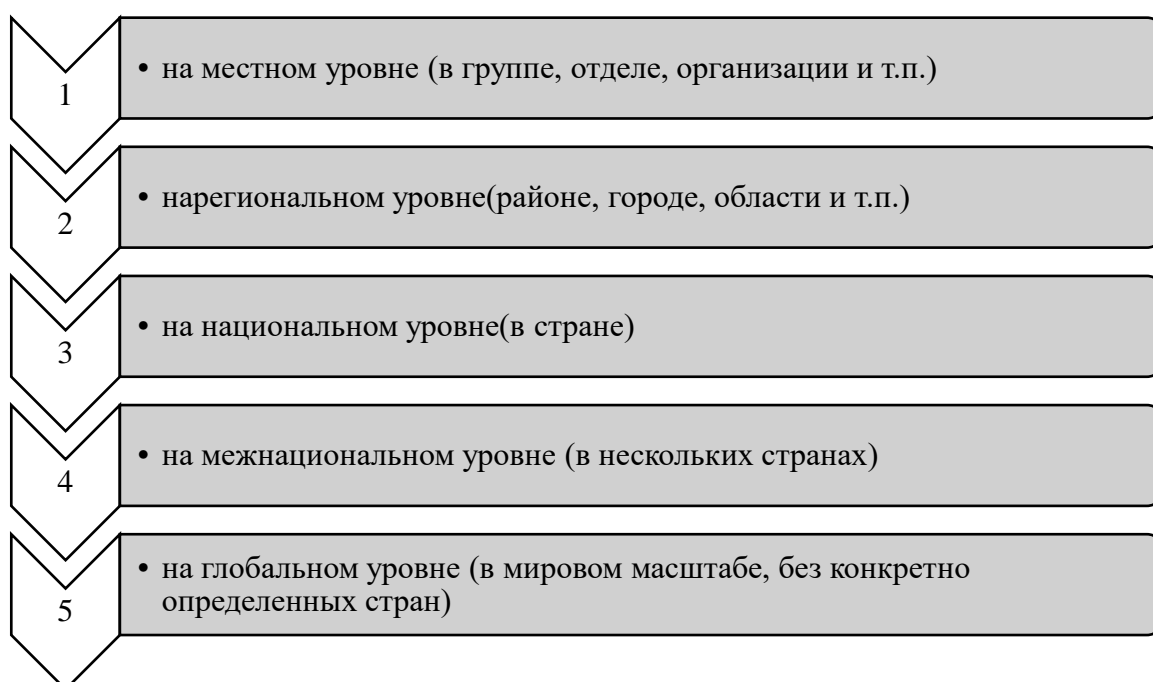 1
• на местном уровне (в группе, отделе, организации и т.п.)
2
• нарегиональном уровне(районе, городе, области и т.п.)
3
• на национальном уровне(в стране)
4
• на межнациональном уровне (в нескольких странах)
5
• на глобальном уровне (в мировом масштабе, без конкретно
определенных стран)